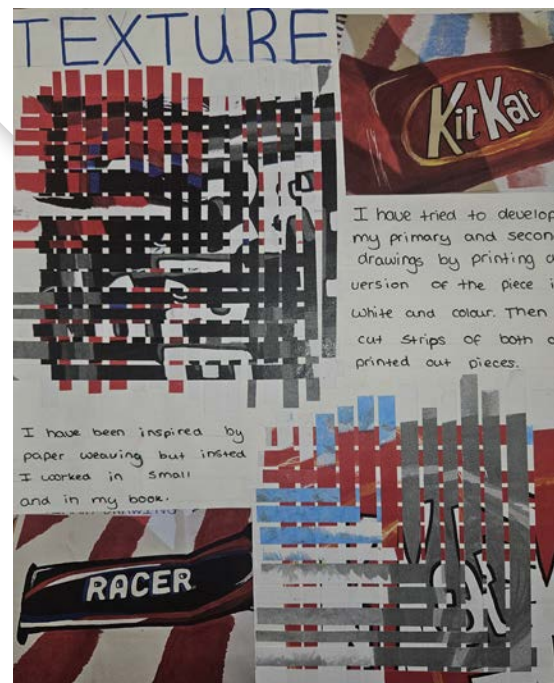 TEXTURE
KitKat
I have tried to develop
my primary and secon
drawings by printing a
version of the piece i
white and colour. Then
cut strips of both o
printed out pieces.
I have been inspired by
paper weaving but insted
I worked in small
and in my book.
RACER